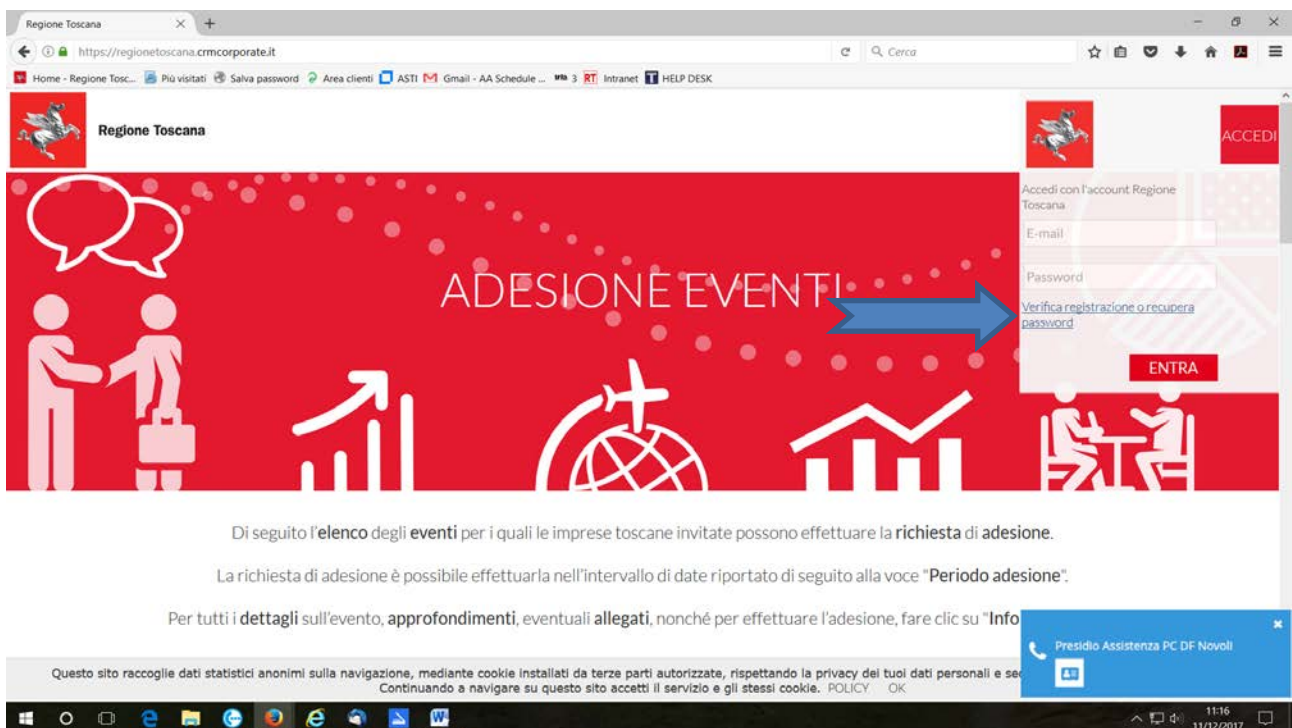 Regione Toscana
https://regionetoscana.crmcorporate.it
Cerca
Home - Regione Tosc... Più visitati Salva password Area clienti ASTI Gmail - AA Schedule ... 3 RT Intranet HELP DESK
Regione Toscana
ACCEDI
Accedi con l'account Regione
Toscana
E-mail
Password
Verifica registrazione o recupera
password
ENTRA
ADESIONE EVENTI
Di seguito l'elenco degli eventi per i quali le imprese toscane invitate possono effettuare la richiesta di adesione.
La richiesta di adesione è possibile effettuarla nell'intervallo di date riportato di seguito alla voce "Periodo adesione".
Per tutti i dettagli sull'evento, approfondimenti, eventuali allegati, nonché per effettuare l'adesione, fare clic su "Info
Presidio Assistenza PC DF Novoli
Questo sito raccoglie dati statistici anonimi sulla navigazione, mediante cookie installati da terze parti autorizzate, rispettando la privacy dei tuoi dati personali e se
Continuando a navigare su questo sito accetti il servizio e gli stessi cookie. POLICY OK
11:16
11/12/2017